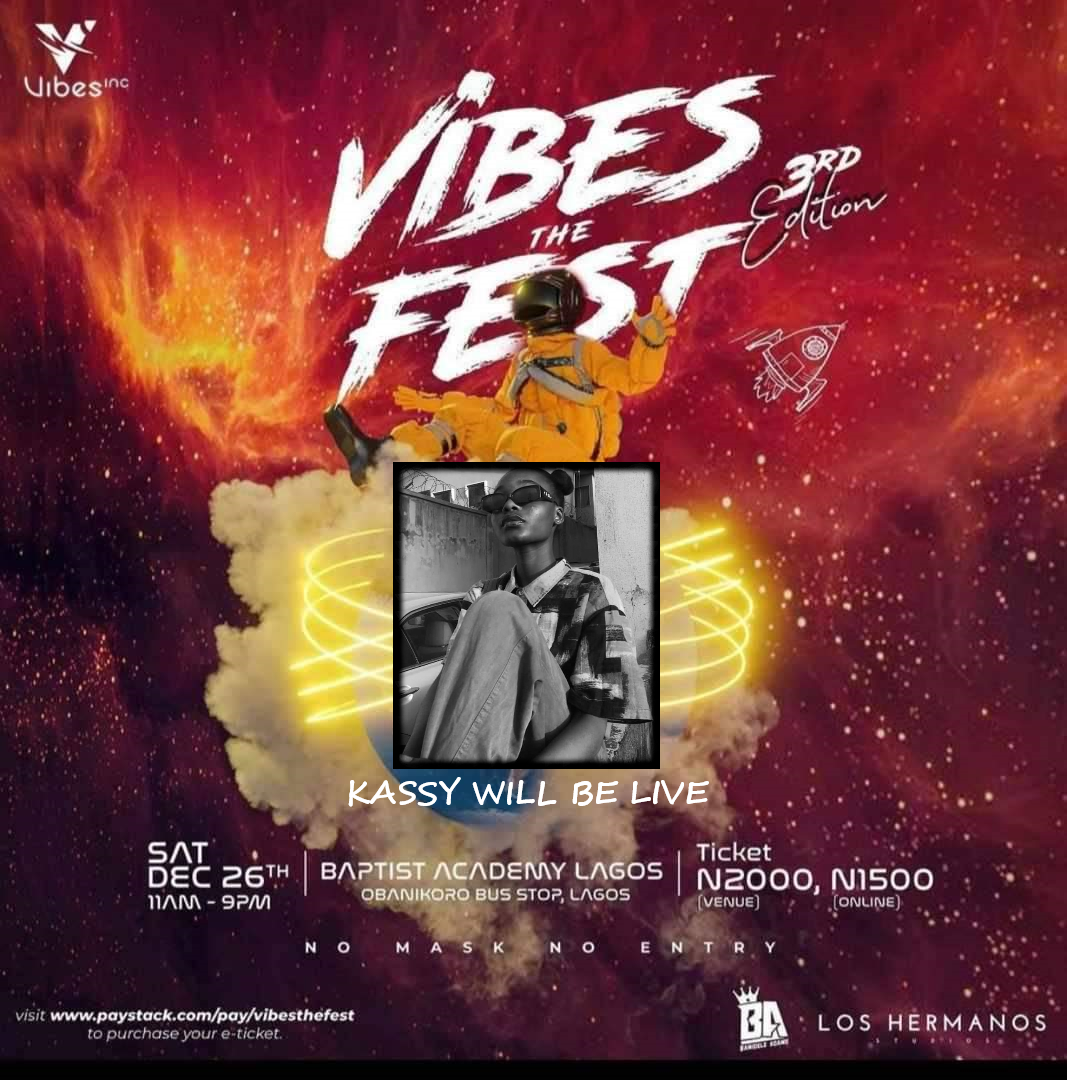 Vibes inc
VIBES
THE
FEST
3RD
Edition
KASSY WILL BE LIVE
SAT
DEC 26TH
11AM - 9PM
BAPTIST ACADEMY LAGOS
OBANIKORO BUS STOP, LAGOS
Ticket
N2000, N1500
(VENUE) (ONLINE)
NO MASK NO ENTRY
visit www.paystack.com/pay/vibesthefest
to purchase your e-ticket.
BA
LOS HERMANOS
STUDIOS